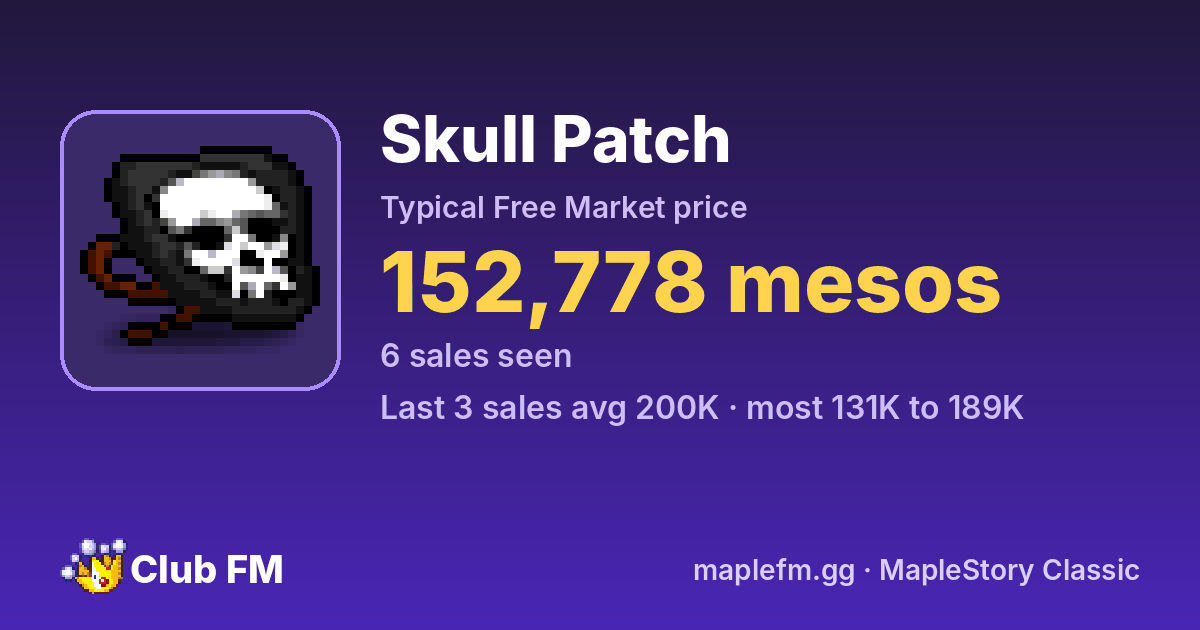 Skull Patch
Typical Free Market price
152,778 mesos
6 sales seen
Last 3 sales avg 200K · most 131K to 189K
Club FM
maplefm.gg · MapleStory Classic